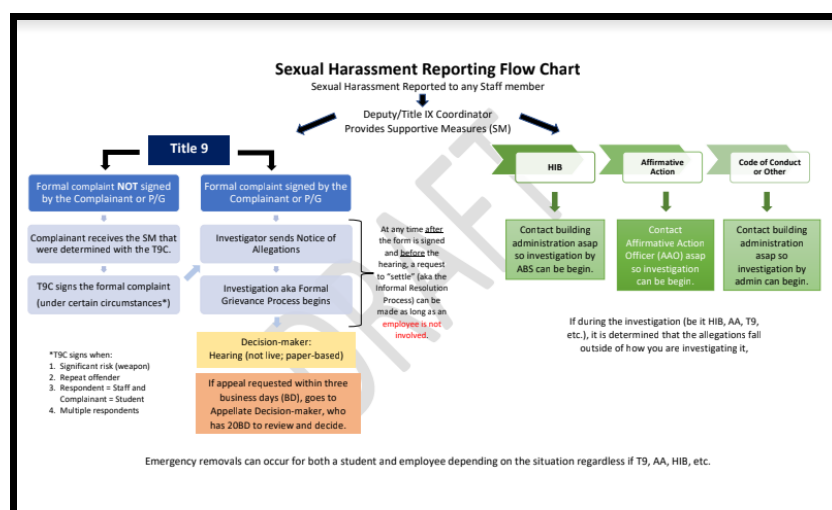 Sexual Harassment Reporting Flow Chart
Sexual Harassment Reported to any Staff member
Deputy/Title IX Coordinator
Provides Supportive Measures (SM)
Title 9
Formal complaint NOT signed
by the Complainant or P/G
Complainant receives the SM that
were determined with the T9C.
T9C signs the formal complaint
(under certain circumstances*)
*T9C signs when:
1. Significant risk (weapon)
2. Repeat offender
3. Respondent = Staff and
Complainant = Student
4. Multiple respondents
Formal complaint signed by the
Complainant or P/G
Investigator sends Notice of
Allegations
Investigation aka Formal
Grievance Process begins
Decision-maker:
Hearing (not live; paper-based)
If appeal requested within three
business days (BD), goes to
Appellate Decision-maker, who
has 20BD to review and decide.
At any time after
the form is signed
and before the
hearing, a request
to "settle" (aka the
Informal Resolution
Process) can be
made as long as an
employee is not
involved.
HIB
Contact building
administration asap
so investigation by
ABS can be begin.
Affirmative
Action
Contact
Affirmative Action
Officer (AAO) asap
so investigation
can be begin.
Code of Conduct
or Other
Contact building
administration
asap so
investigation by
admin can begin.
If during the investigation (be it HIB, AA, T9,
etc.), it is determined that the allegations fall
outside of how you are investigating it,
Emergency removals can occur for both a student and employee depending on the situation regardless if T9, AA, HIB, etc.
DRAFT